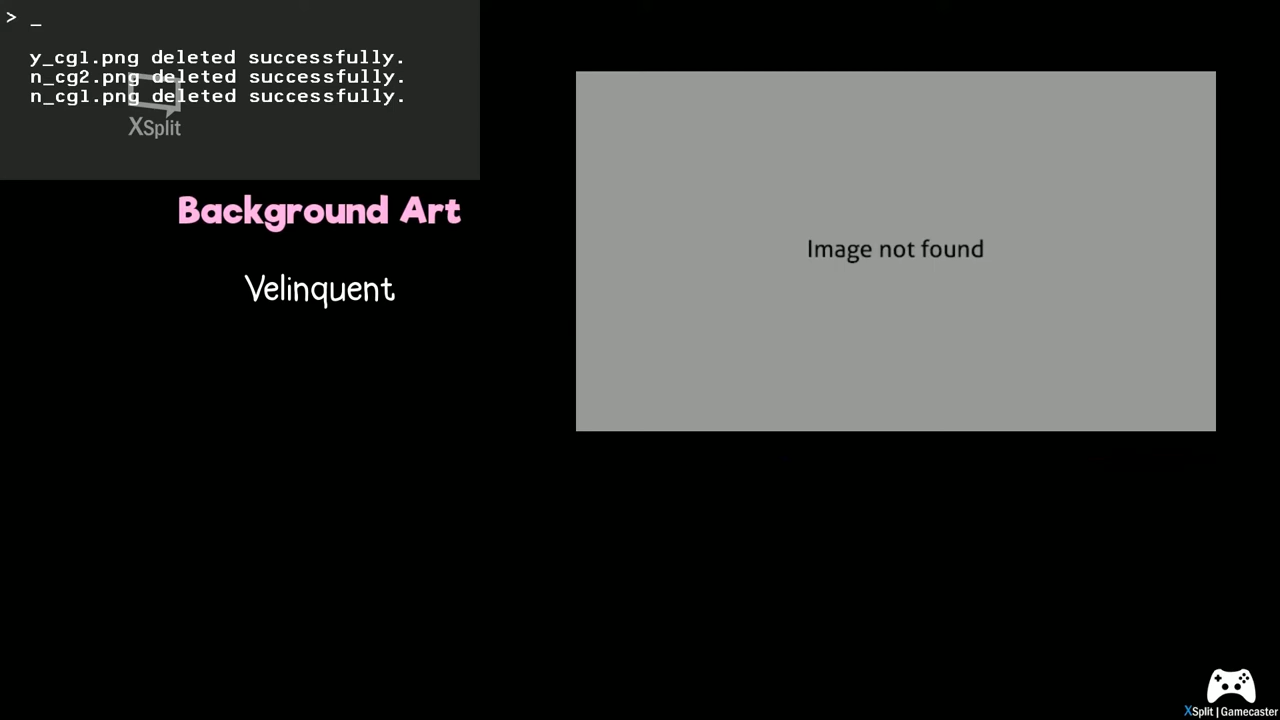 > _
y_cg1.png deleted successfully.
n_cg2.png deleted successfully.
n_cg1.png deleted successfully.
XSplit
Background Art
Image not found
Velinquent
XSplit | Gamecaster